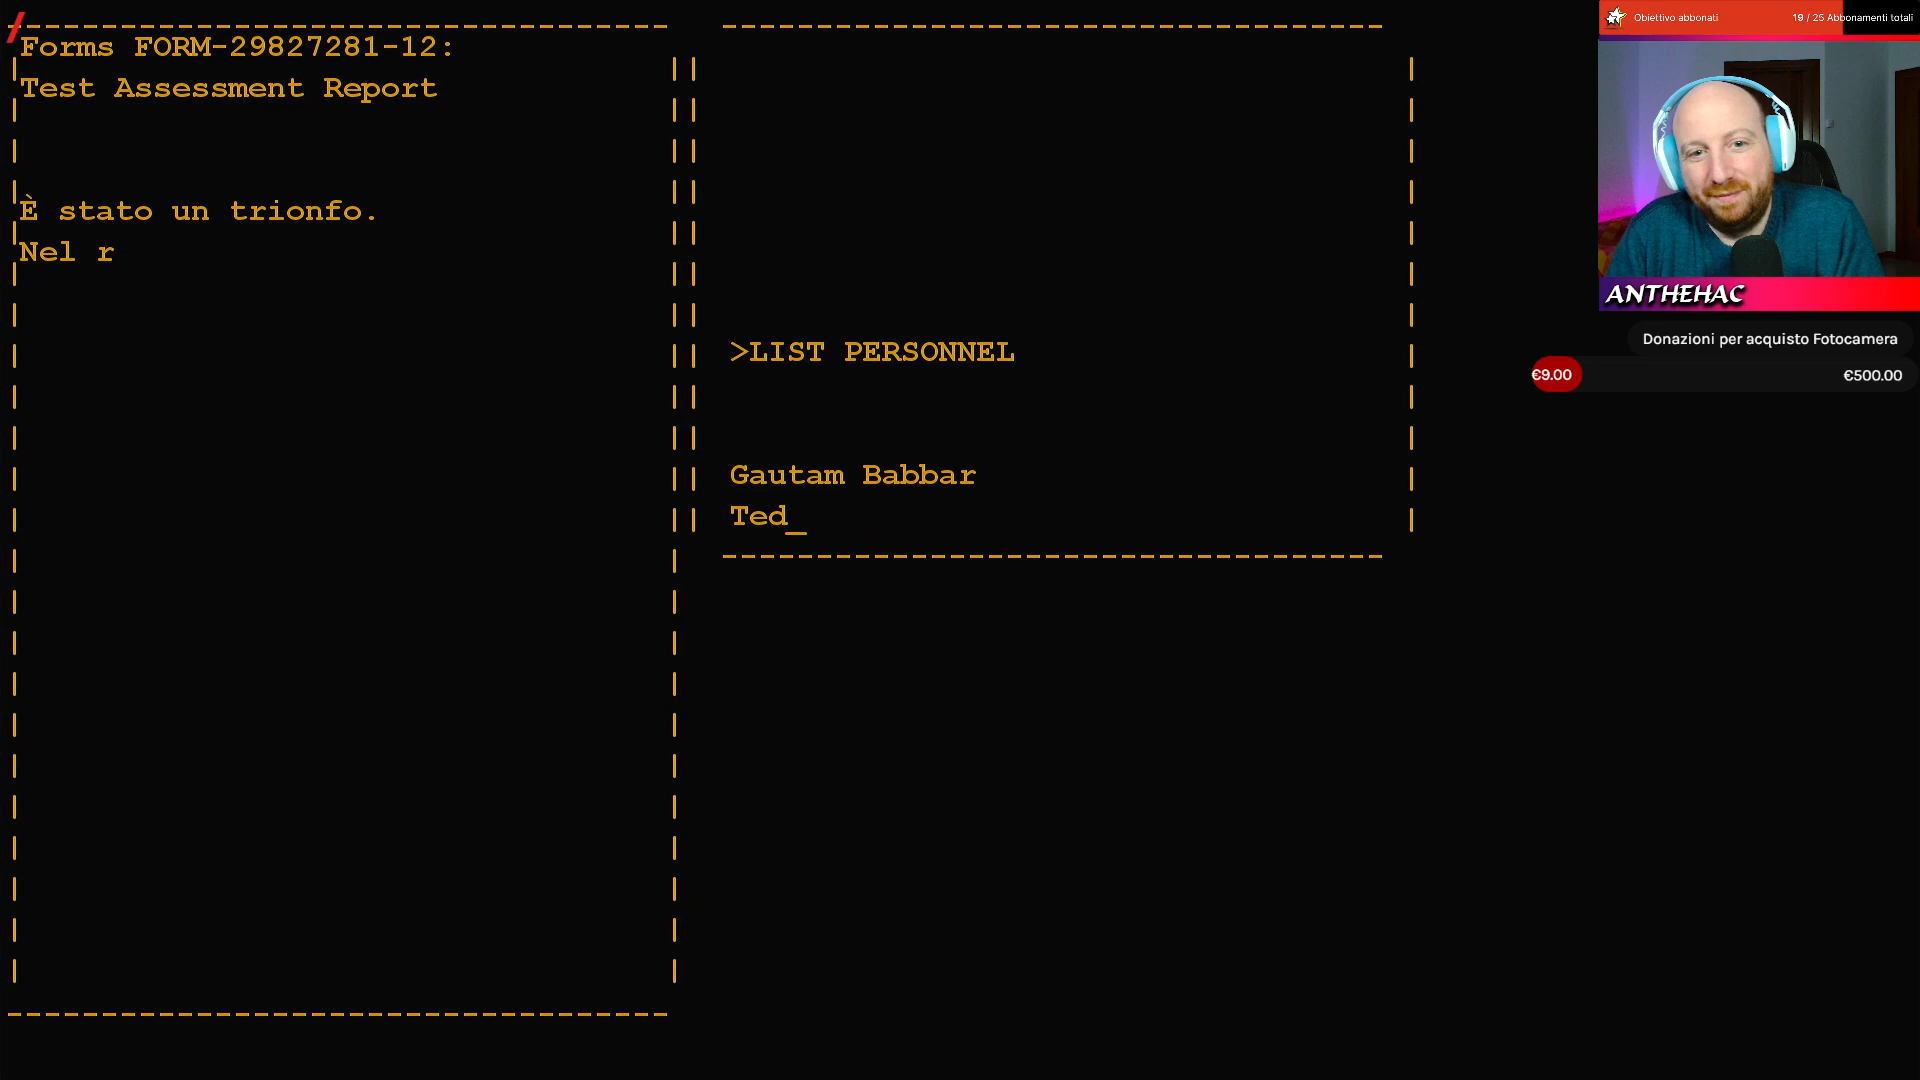 Forms FORM-29827281-12:
Test Assessment Report
È stato un trionfo.
Nel r
>LIST PERSONNEL
Gautam Babbar
Ted_
Obiettivo abbonati
19 / 25 Abbonamenti totali
ANTHEHAC
Donazioni per acquisto Fotocamera
€9.00
€500.00